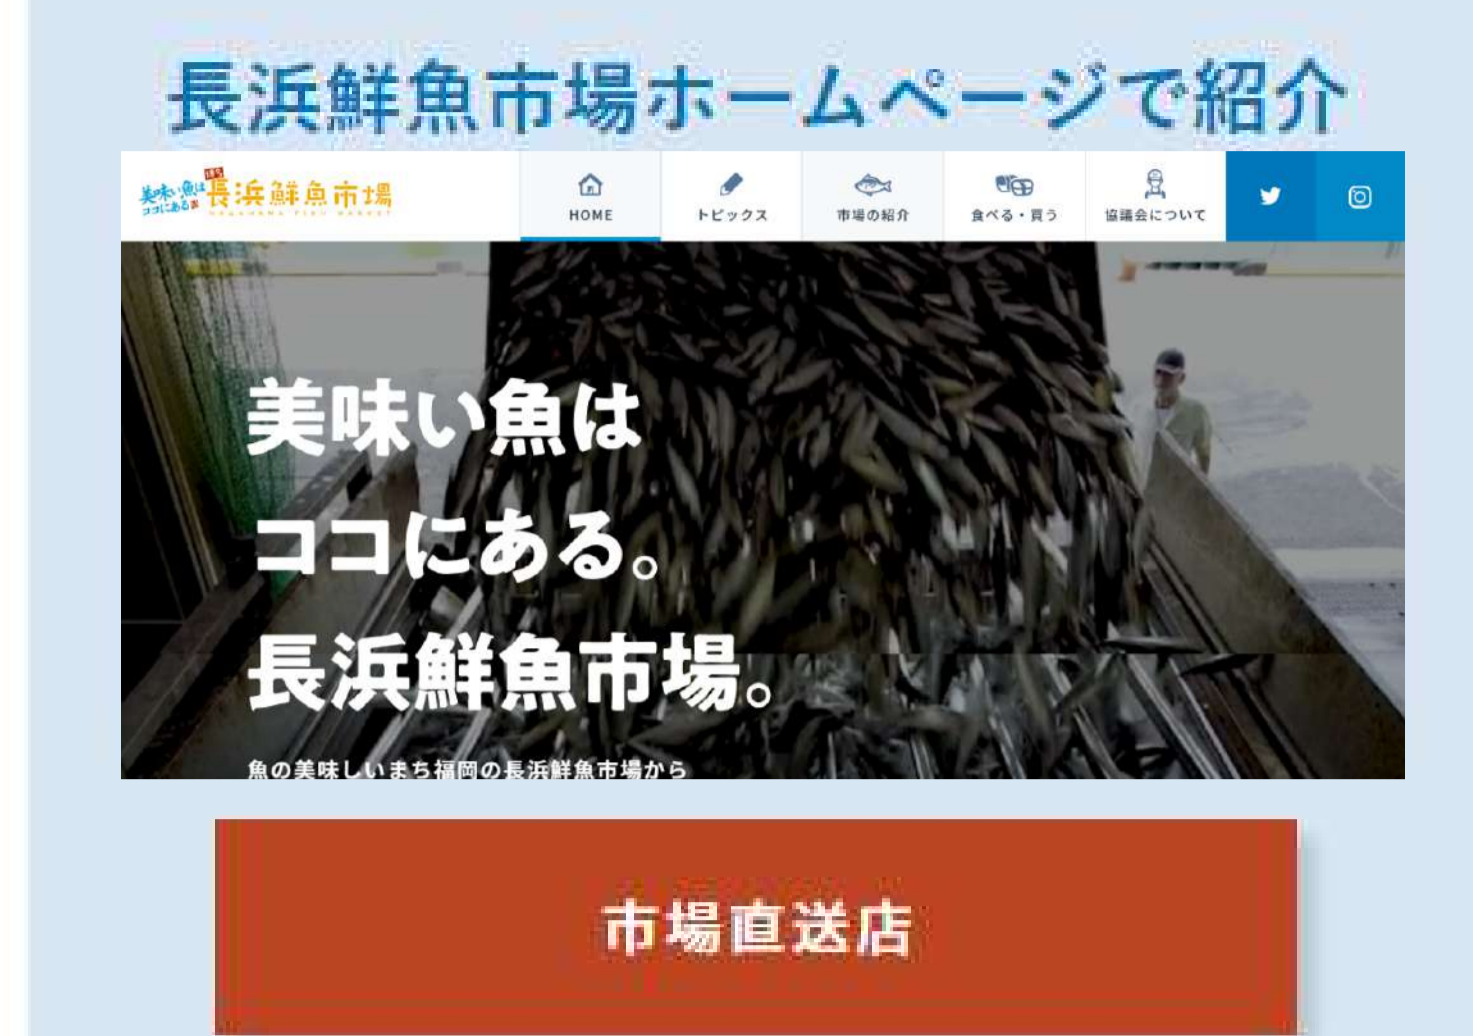 長浜鮮魚市場ホームページで紹介
美味い魚は
ココにある
長浜鮮魚市場
HOME
トピックス
市場の紹介
食べる・買う
協議会について
美味い魚は
ココにある。
長浜鮮魚市場。
魚の美味しいまち福岡の長浜鮮魚市場から
市場直送店